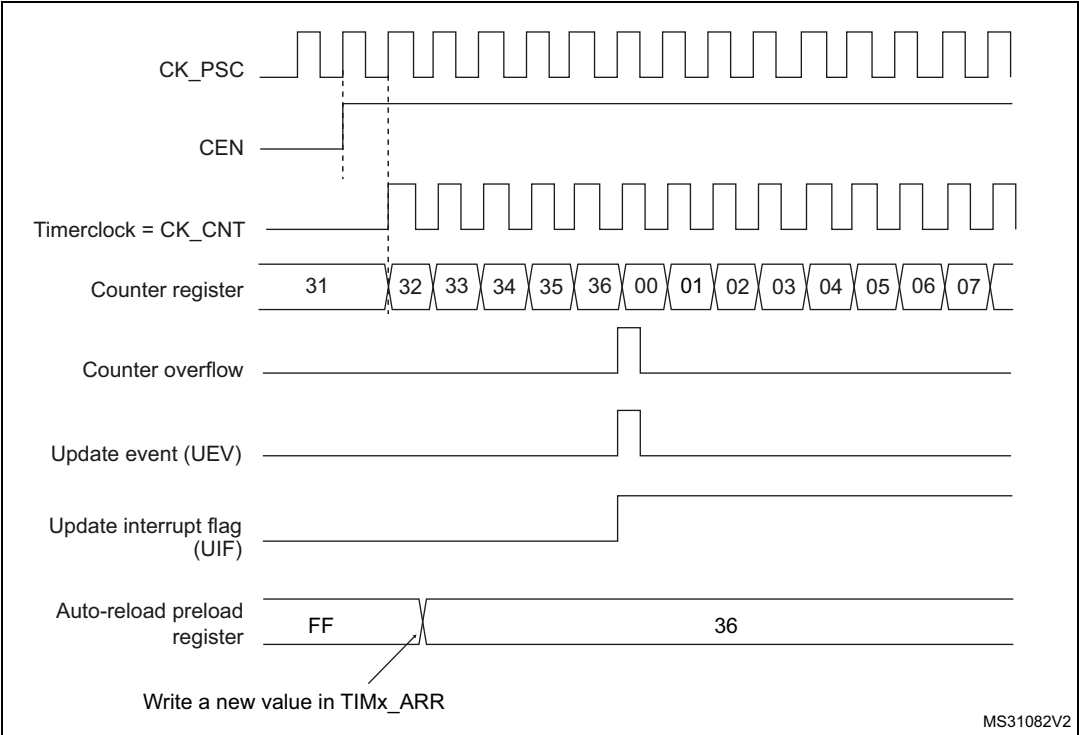 CK_PSC
CEN
Timerclock = CK_CNT
Counter register 31 32 33 34 35 36 00 01 02 03 04 05 06 07
Counter overflow
Update event (UEV)
Update interrupt flag
(UIF)
Auto-reload preload
register
FF 36
Write a new value in TIMx_ARR
MS31082V2